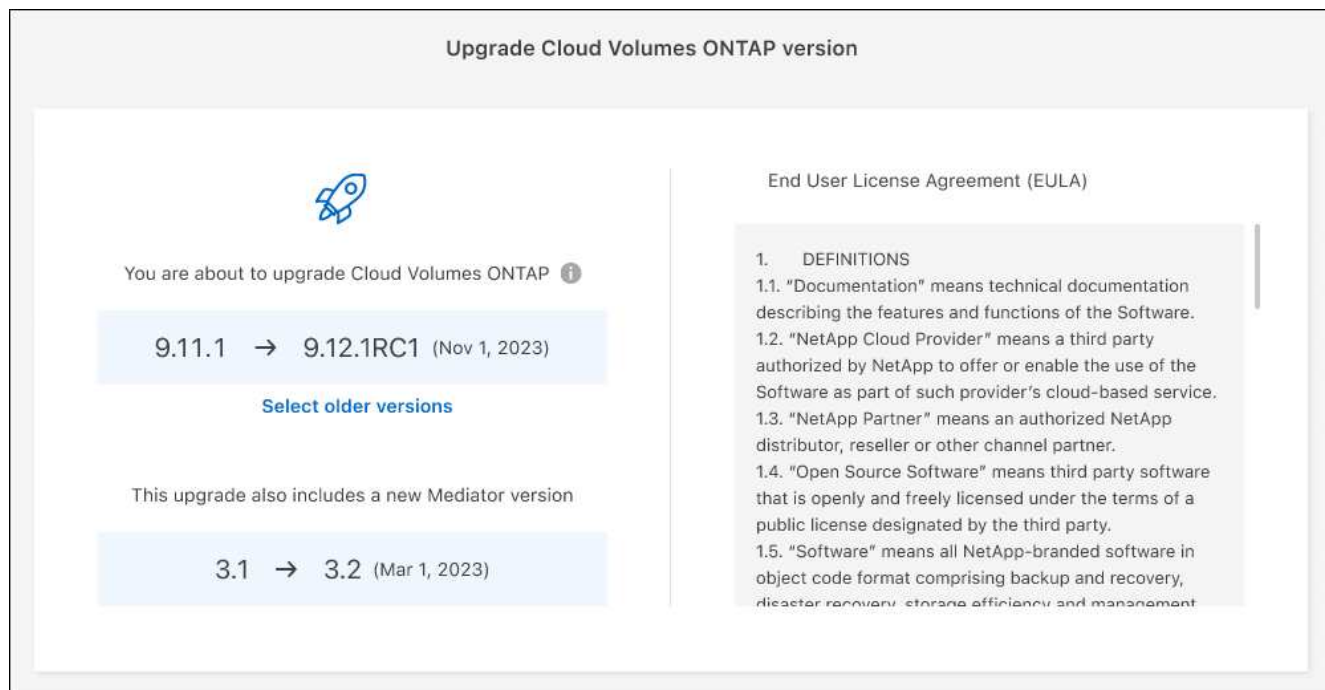 Upgrade Cloud Volumes ONTAP version
You are about to upgrade Cloud Volumes ONTAP
9.11.1 → 9.12.1RC1 (Nov 1, 2023)
Select older versions
This upgrade also includes a new Mediator version
3.1 → 3.2 (Mar 1, 2023)
End User License Agreement (EULA)
1. DEFINITIONS
1.1. “Documentation” means technical documentation
describing the features and functions of the Software.
1.2. “NetApp Cloud Provider” means a third party
authorized by NetApp to offer or enable the use of the
Software as part of such provider’s cloud-based service.
1.3. “NetApp Partner” means an authorized NetApp
distributor, reseller or other channel partner.
1.4. “Open Source Software” means third party software
that is openly and freely licensed under the terms of a
public license designated by the third party.
1.5. “Software” means all NetApp-branded software in
object code format comprising backup and recovery,
disaster recovery, storage efficiency and management